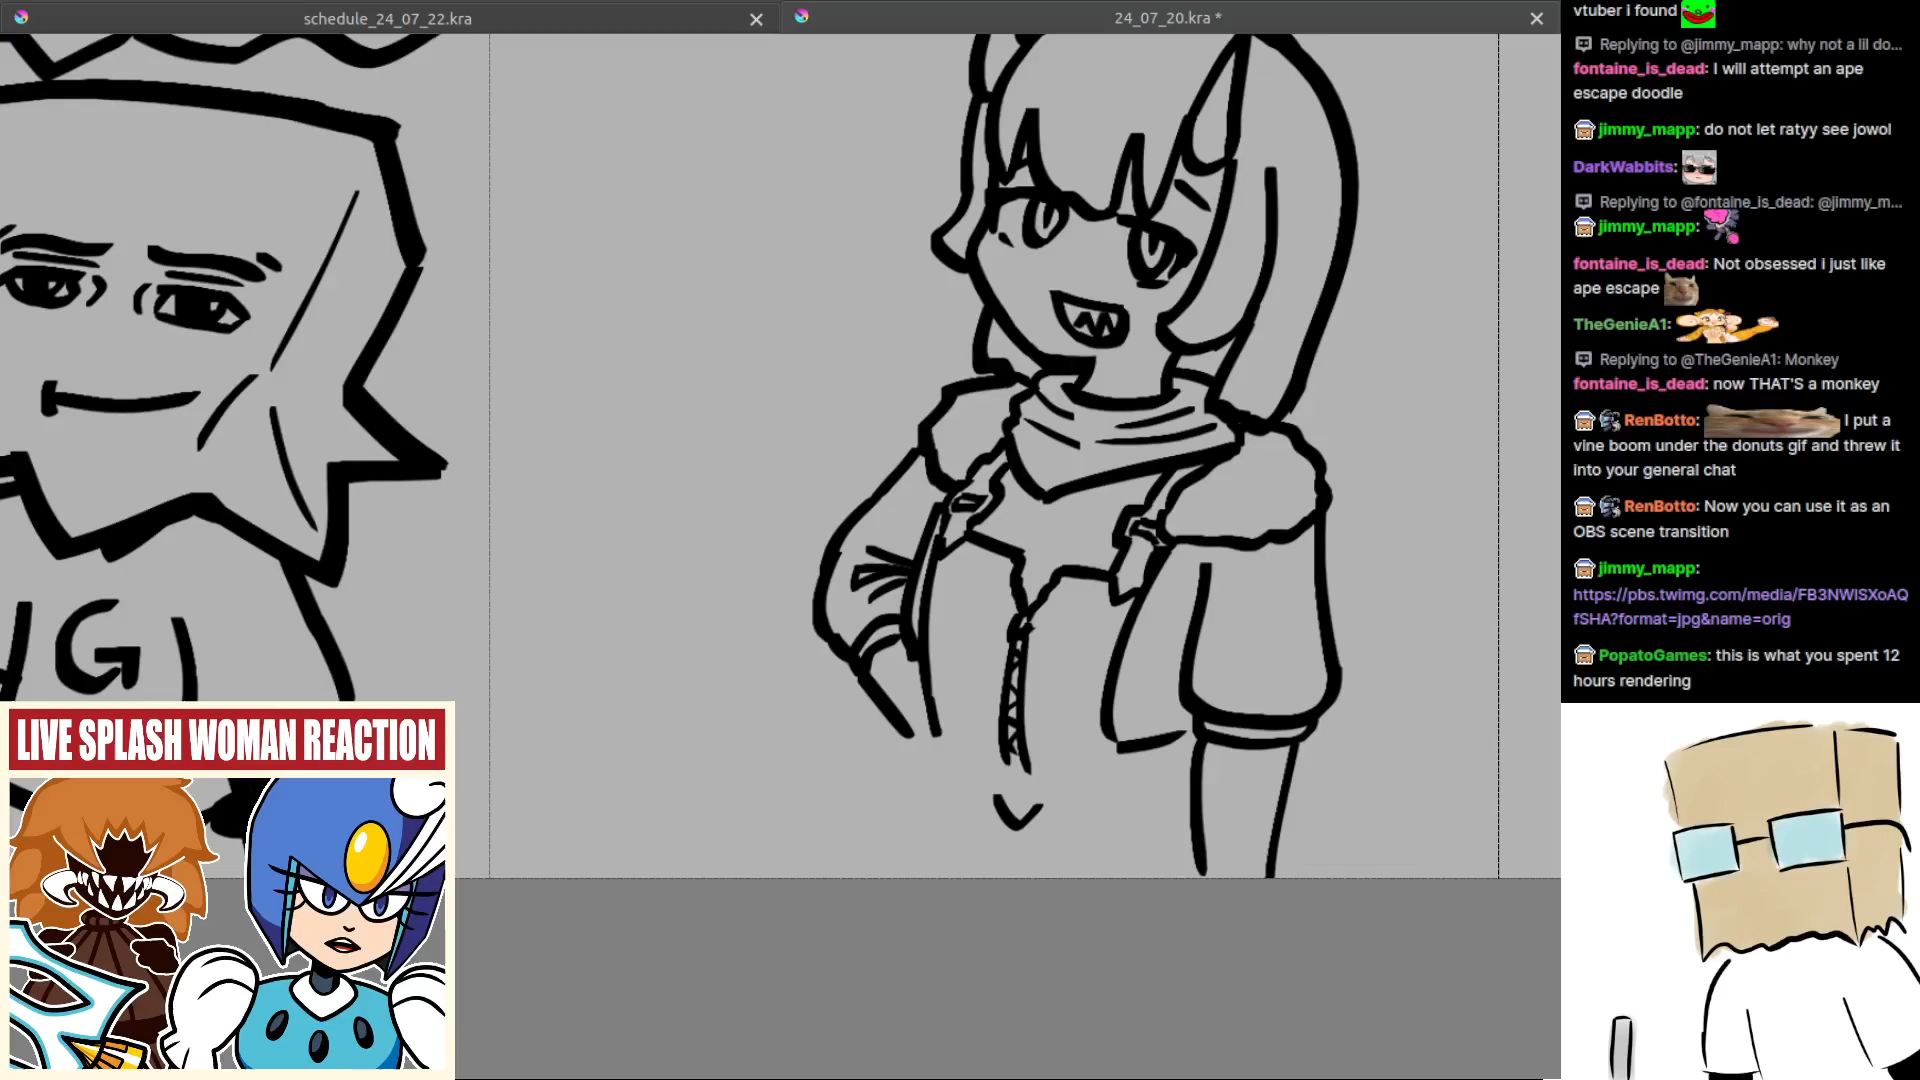 schedule_24_07_22.kra
24_07_20.kra *
vtuber i found
Replying to @jimmy_mapp: why not a lil do...
fontaine_is_dead: I will attempt an ape
escape doodle
jimmy_mapp: do not let ratyy see jowol
DarkWabbits:
Replying to @fontaine_is_dead: @jimmy_m...
jimmy_mapp:
fontaine_is_dead: Not obsessed i just like
ape escape
TheGenieA1:
Replying to @TheGenieA1: Monkey
fontaine_is_dead: now THAT'S a monkey
RenBotto: I put a
vine boom under the donuts gif and threw it
into your general chat
RenBotto: Now you can use it as an
OBS scene transition
jimmy_mapp:
https://pbs.twimg.com/media/FB3NWlSXoAQ
fSHA?format=jpg&name=orig
PopatoGames: this is what you spent 12
hours rendering
G
LIVE SPLASH WOMAN REACTION